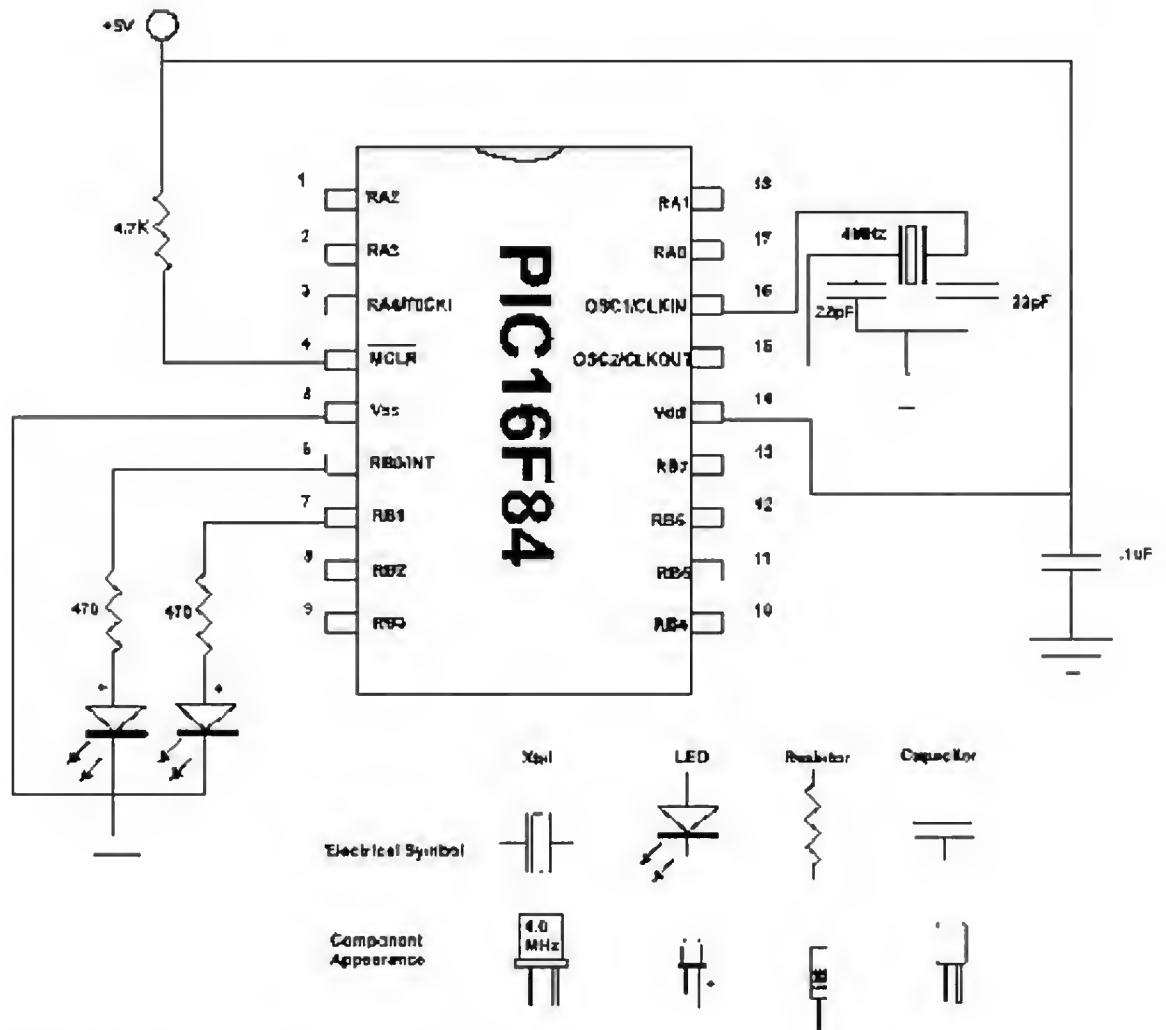 +5V
4.7K
PIC16F84
1
RA2
2
RA3
3
RA4/T0CKI
4
MCLR
5
Vss
6
RB0/INT
7
RB1
8
RB2
9
RB3
18
RA1
17
RA0
16
OSC1/CLKIN
15
OSC2/CLKOUT
14
Vdd
13
RB7
12
RB6
11
RB5
10
RB4
4MHz
22pF
22pF
.1uF
470
470
+
+
Xtal
LED
Resistor
Capacitor
Electrical Symbol
Component
Appearance
4.0
MHz
+